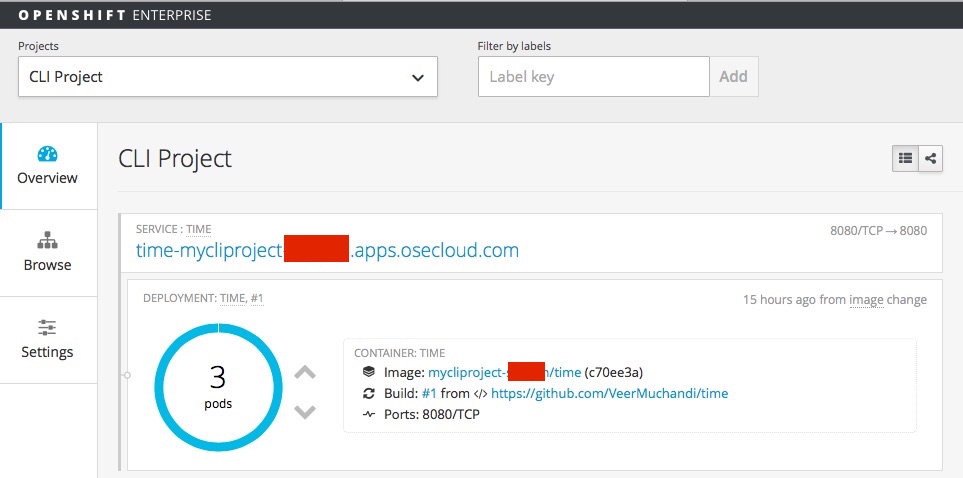 OPENSHIFT ENTERPRISE
Projects
Filter by labels
CLI Project
Label key
Add
Overview
Browse
Settings
CLI Project
SERVICE : TIME
8080/TCP → 8080
time-mycliproject- .apps.osecloud.com
DEPLOYMENT: TIME, #1
15 hours ago from image change
3
pods
CONTAINER: TIME
Image: mycliproject- /time (c70ee3a)
Build: #1 from </> https://github.com/VeerMuchandi/time
Ports: 8080/TCP